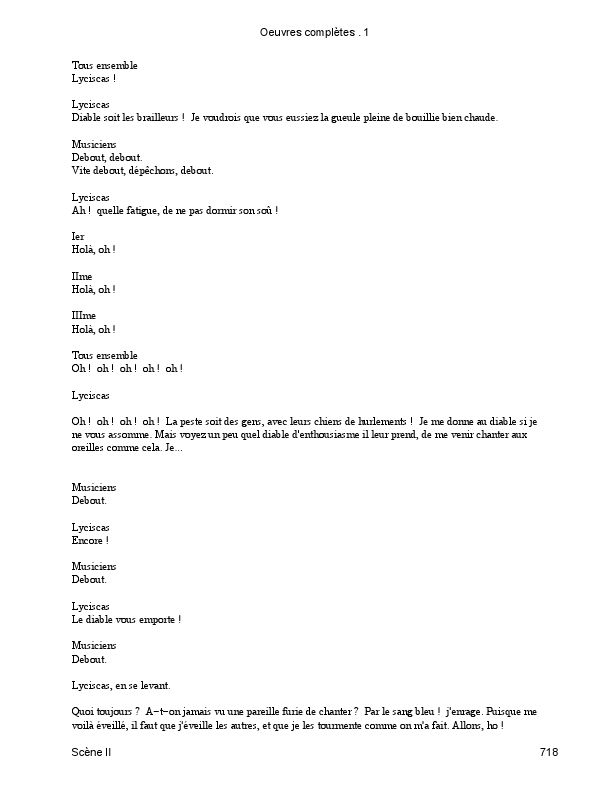 Oeuvres complètes . 1
Tous ensemble
Lyciscas !
Lyciscas
Diable soit les brailleurs ! Je voudrois que vous eussiez la gueule pleine de bouillie bien chaude.
Musiciens
Debout, debout.
Vite debout, dépêchons, debout.
Lyciscas
Ah ! quelle fatigue, de ne pas dormir son soû !
Ier
Holà, oh !
IIme
Holà, oh !
IIIme
Holà, oh !
Tous ensemble
Oh ! oh ! oh ! oh ! oh !
Lyciscas
Oh ! oh ! oh ! oh ! La peste soit des gens, avec leurs chiens de hurlements ! Je me donne au diable si je
ne vous assomme. Mais voyez un peu quel diable d'enthousiasme il leur prend, de me venir chanter aux
oreilles comme cela. Je...
Musiciens
Debout.
Lyciscas
Encore !
Musiciens
Debout.
Lyciscas
Le diable vous emporte !
Musiciens
Debout.
Lyciscas, en se levant.
Quoi toujours ? A−t−on jamais vu une pareille furie de chanter ? Par le sang bleu ! j'enrage. Puisque me
voilà éveillé, il faut que j'éveille les autres, et que je les tourmente comme on m'a fait. Allons, ho !
Scène II
718